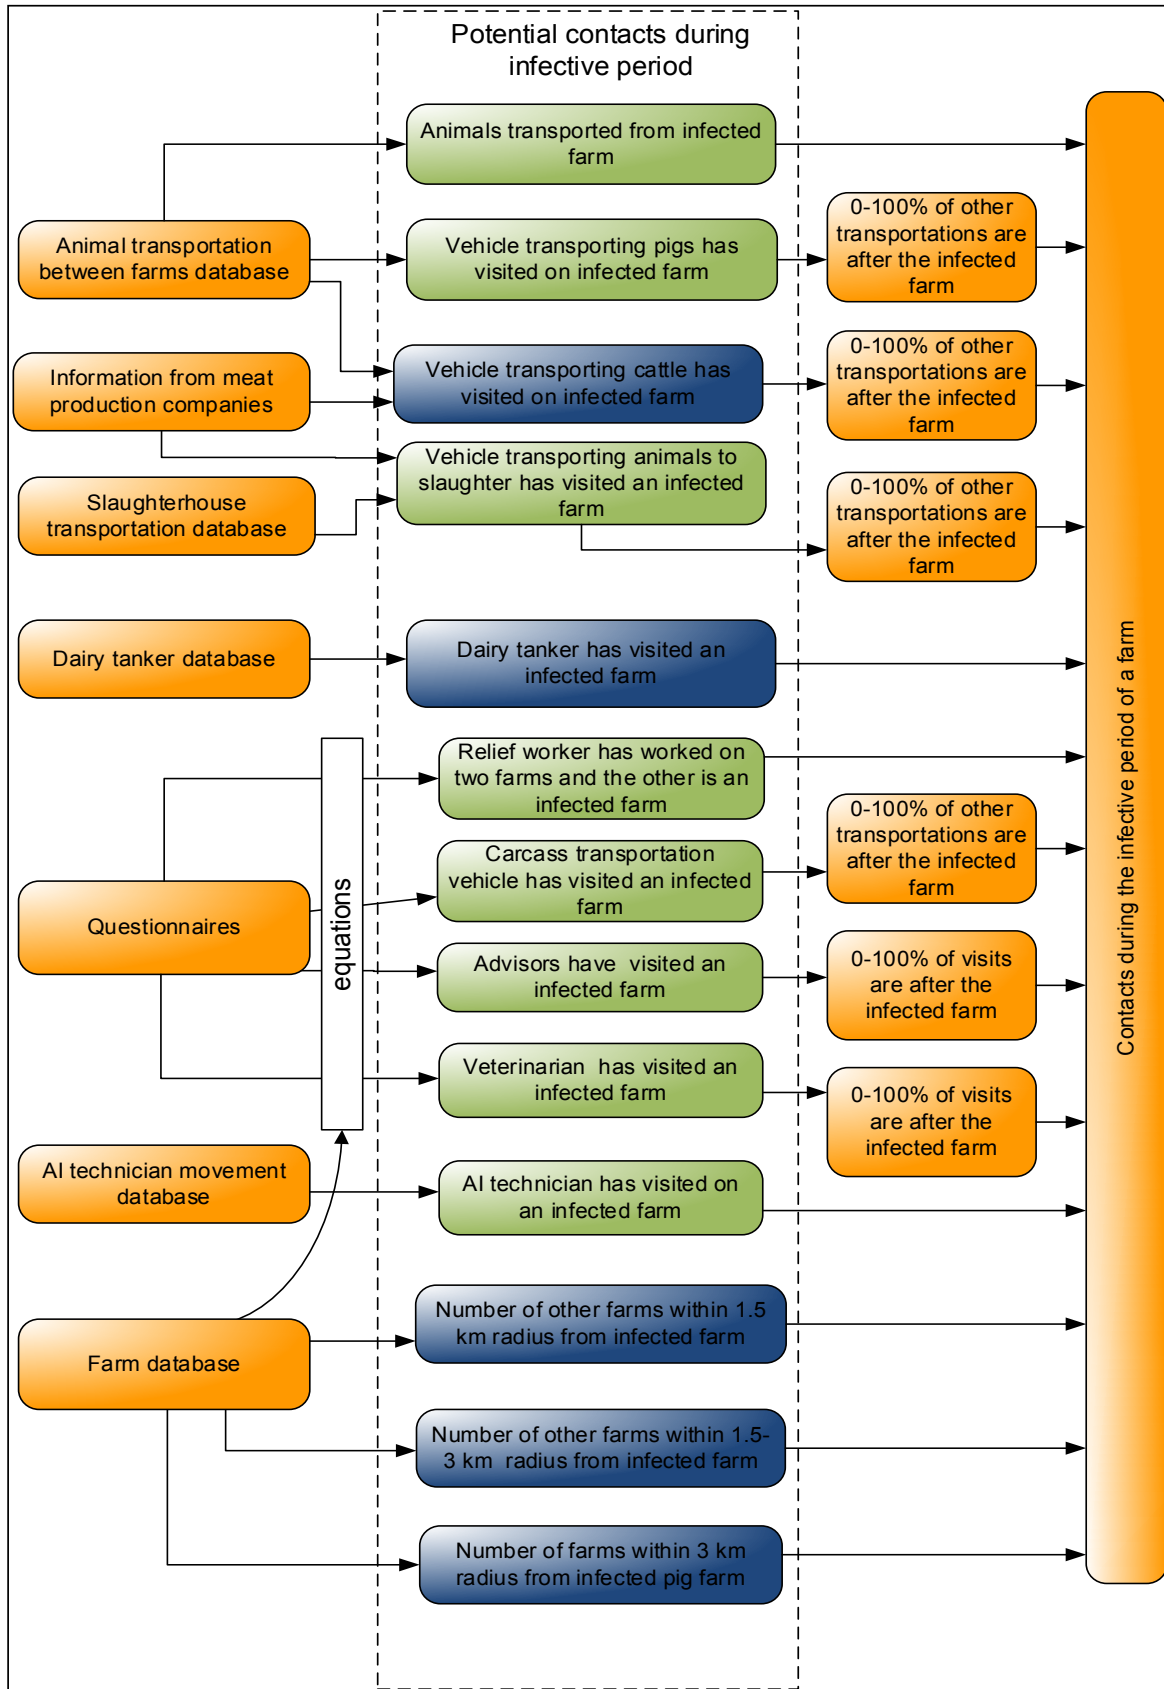 Potential contacts during
infective period
Animals transported from infected
farm
Animal transportation
between farms database
Vehicle transporting pigs has
visited on infected farm
0-100% of other
transportations are
after the infected
farm
Information from meat
production companies
Vehicle transporting cattle has
visited on infected farm
0-100% of other
transportations are
after the infected
farm
Slaughterhouse
transportation database
Vehicle transporting animals to
slaughter has visited an infected
farm
0-100% of other
transportations are
after the infected
farm
Dairy tanker database
Dairy tanker has visited an
infected farm
Questionnaires
equations
Relief worker has worked on
two farms and the other is an
infected farm
Carcass transportation
vehicle has visited an infected
farm
0-100% of other
transportations are
after the infected
farm
Advisors have visited an
infected farm
0-100% of visits
are after the
infected farm
Veterinarian has visited an
infected farm
0-100% of visits
are after the
infected farm
AI technician movement
database
AI technician has visited on
an infected farm
Farm database
Number of other farms within 1.5
km radius from infected farm
Number of other farms within 1.5-
3 km radius from infected farm
Number of farms within 3 km
radius from infected pig farm
Contacts during the infective period of a farm